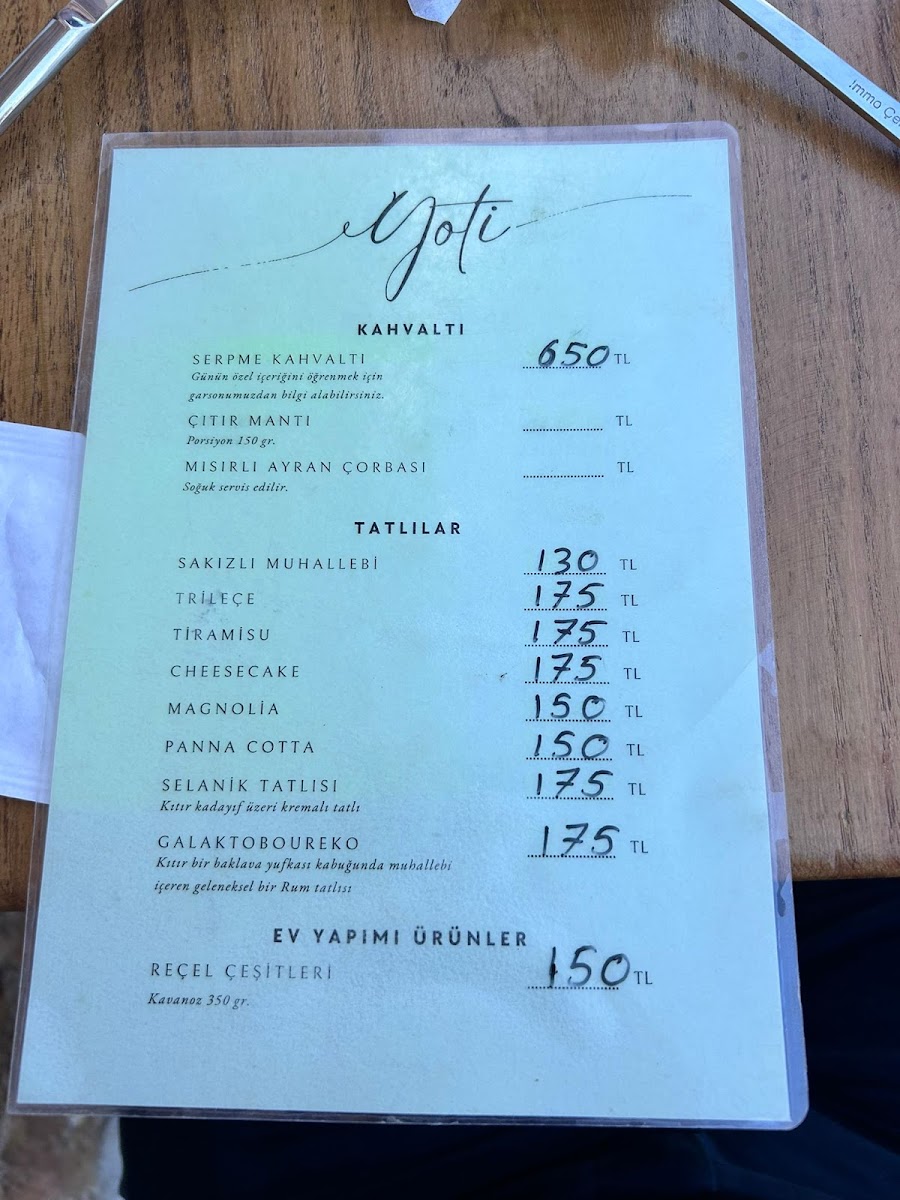 immo Çe
Yoti
KAHVALTI
SERPME KAHVALTI 650 TL
Günün özel içeriğini öğrenmek için
garsonumuzdan bilgi alabilirsiniz.
ÇITIR MANTI TL
Porsiyon 150 gr.
MISIRLI AYRAN ÇORBASI TL
Soğuk servis edilir.
TATLILAR
SAKIZLI MUHALLEBİ 130 TL
TRİLEÇE 175 TL
TİRAMİSU 175 TL
CHEESECAKE 175 TL
MAGNOLİA 150 TL
PANNA COTTA 150 TL
SELANİK TATLISI 175 TL
Kıtır kadayıf üzeri kremalı tatlı
GALAKTOBOUREKO 175 TL
Kıtır bir baklava yufkası kabuğunda muhallebi
içeren geleneksel bir Rum tatlısı
EV YAPIMI ÜRÜNLER
REÇEL ÇEŞİTLERİ 150 TL
Kavanoz 350 gr.